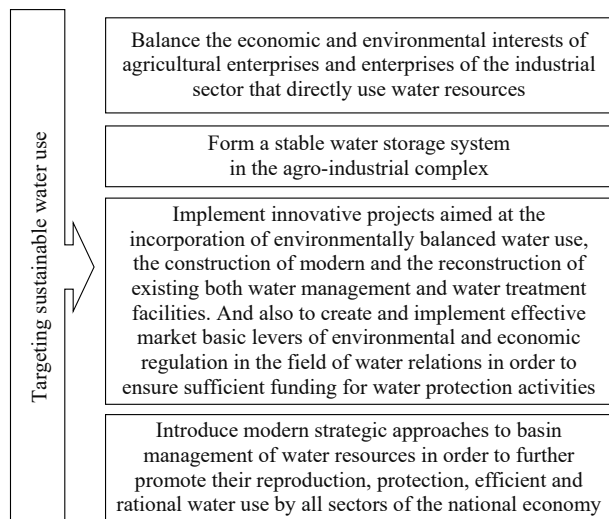 Targeting sustainable water use
Balance the economic and environmental interests of
agricultural enterprises and enterprises of the industrial
sector that directly use water resources
Form a stable water storage system
in the agro-industrial complex
Implement innovative projects aimed at the
incorporation of environmentally balanced water use,
the construction of modern and the reconstruction of
existing both water management and water treatment
facilities. And also to create and implement effective
market basic levers of environmental and economic
regulation in the field of water relations in order to
ensure sufficient funding for water protection activities
Introduce modern strategic approaches to basin
management of water resources in order to further
promote their reproduction, protection, efficient and
rational water use by all sectors of the national economy